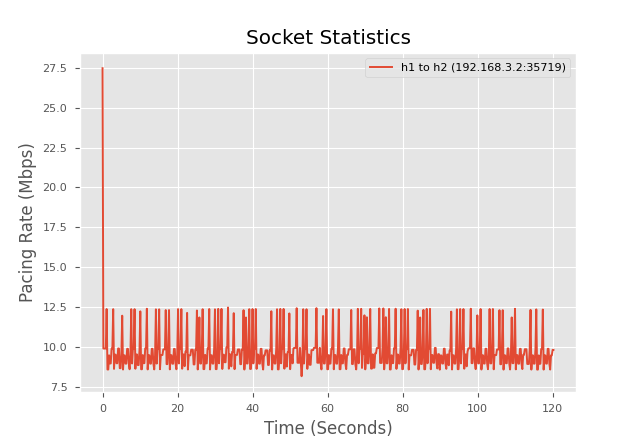 Socket Statistics
h1 to h2 (192.168.3.2:35719)
27.5
25.0
22.5
20.0
17.5
15.0
12.5
10.0
7.5
Pacing Rate (Mbps)
0 20 40 60 80 100 120
Time (Seconds)